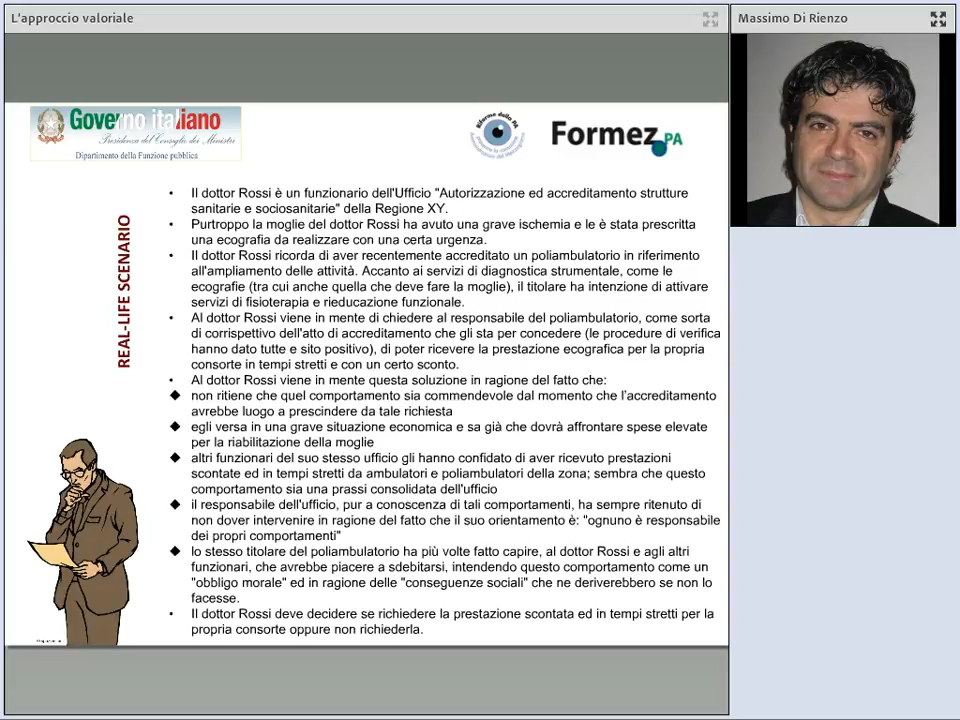 L'approccio valoriale
Massimo Di Rienzo
Governo italiano
Presidenza del Consiglio dei Ministri
Dipartimento della Funzione pubblica
Formez PA
REAL-LIFE SCENARIO
• Il dottor Rossi è un funzionario dell'Ufficio "Autorizzazione ed accreditamento strutture
sanitarie e sociosanitarie" della Regione XY.
• Purtroppo la moglie del dottor Rossi ha avuto una grave ischemia e le è stata prescritta
una ecografia da realizzare con una certa urgenza.
• Il dottor Rossi ricorda di aver recentemente accreditato un poliambulatorio in riferimento
all'ampliamento delle attività. Accanto ai servizi di diagnostica strumentale, come le
ecografie (tra cui anche quella che deve fare la moglie), il titolare ha intenzione di attivare
servizi di fisioterapia e rieducazione funzionale.
• Al dottor Rossi viene in mente di chiedere al responsabile del poliambulatorio, come sorta
di corrispettivo dell'atto di accreditamento che gli sta per concedere (le procedure di verifica
hanno dato tutte e sito positivo), di poter ricevere la prestazione ecografica per la propria
consorte in tempi stretti e con un certo sconto.
• Al dottor Rossi viene in mente questa soluzione in ragione del fatto che:
◆ non ritiene che quel comportamento sia commendevole dal momento che l'accreditamento
avrebbe luogo a prescindere da tale richiesta
◆ egli versa in una grave situazione economica e sa già che dovrà affrontare spese elevate
per la riabilitazione della moglie
◆ altri funzionari del suo stesso ufficio gli hanno confidato di aver ricevuto prestazioni
scontate ed in tempi stretti da ambulatori e poliambulatori della zona; sembra che questo
comportamento sia una prassi consolidata dell'ufficio
◆ il responsabile dell'ufficio, pur a conoscenza di tali comportamenti, ha sempre ritenuto di
non dover intervenire in ragione del fatto che il suo orientamento è: "ognuno è responsabile
dei propri comportamenti"
◆ lo stesso titolare del poliambulatorio ha più volte fatto capire, al dottor Rossi e agli altri
funzionari, che avrebbe piacere a sdebitarsi, intendendo questo comportamento come un
"obbligo morale" ed in ragione delle "conseguenze sociali" che ne deriverebbero se non lo
facesse.
• Il dottor Rossi deve decidere se richiedere la prestazione scontata ed in tempi stretti per la
propria consorte oppure non richiederla.